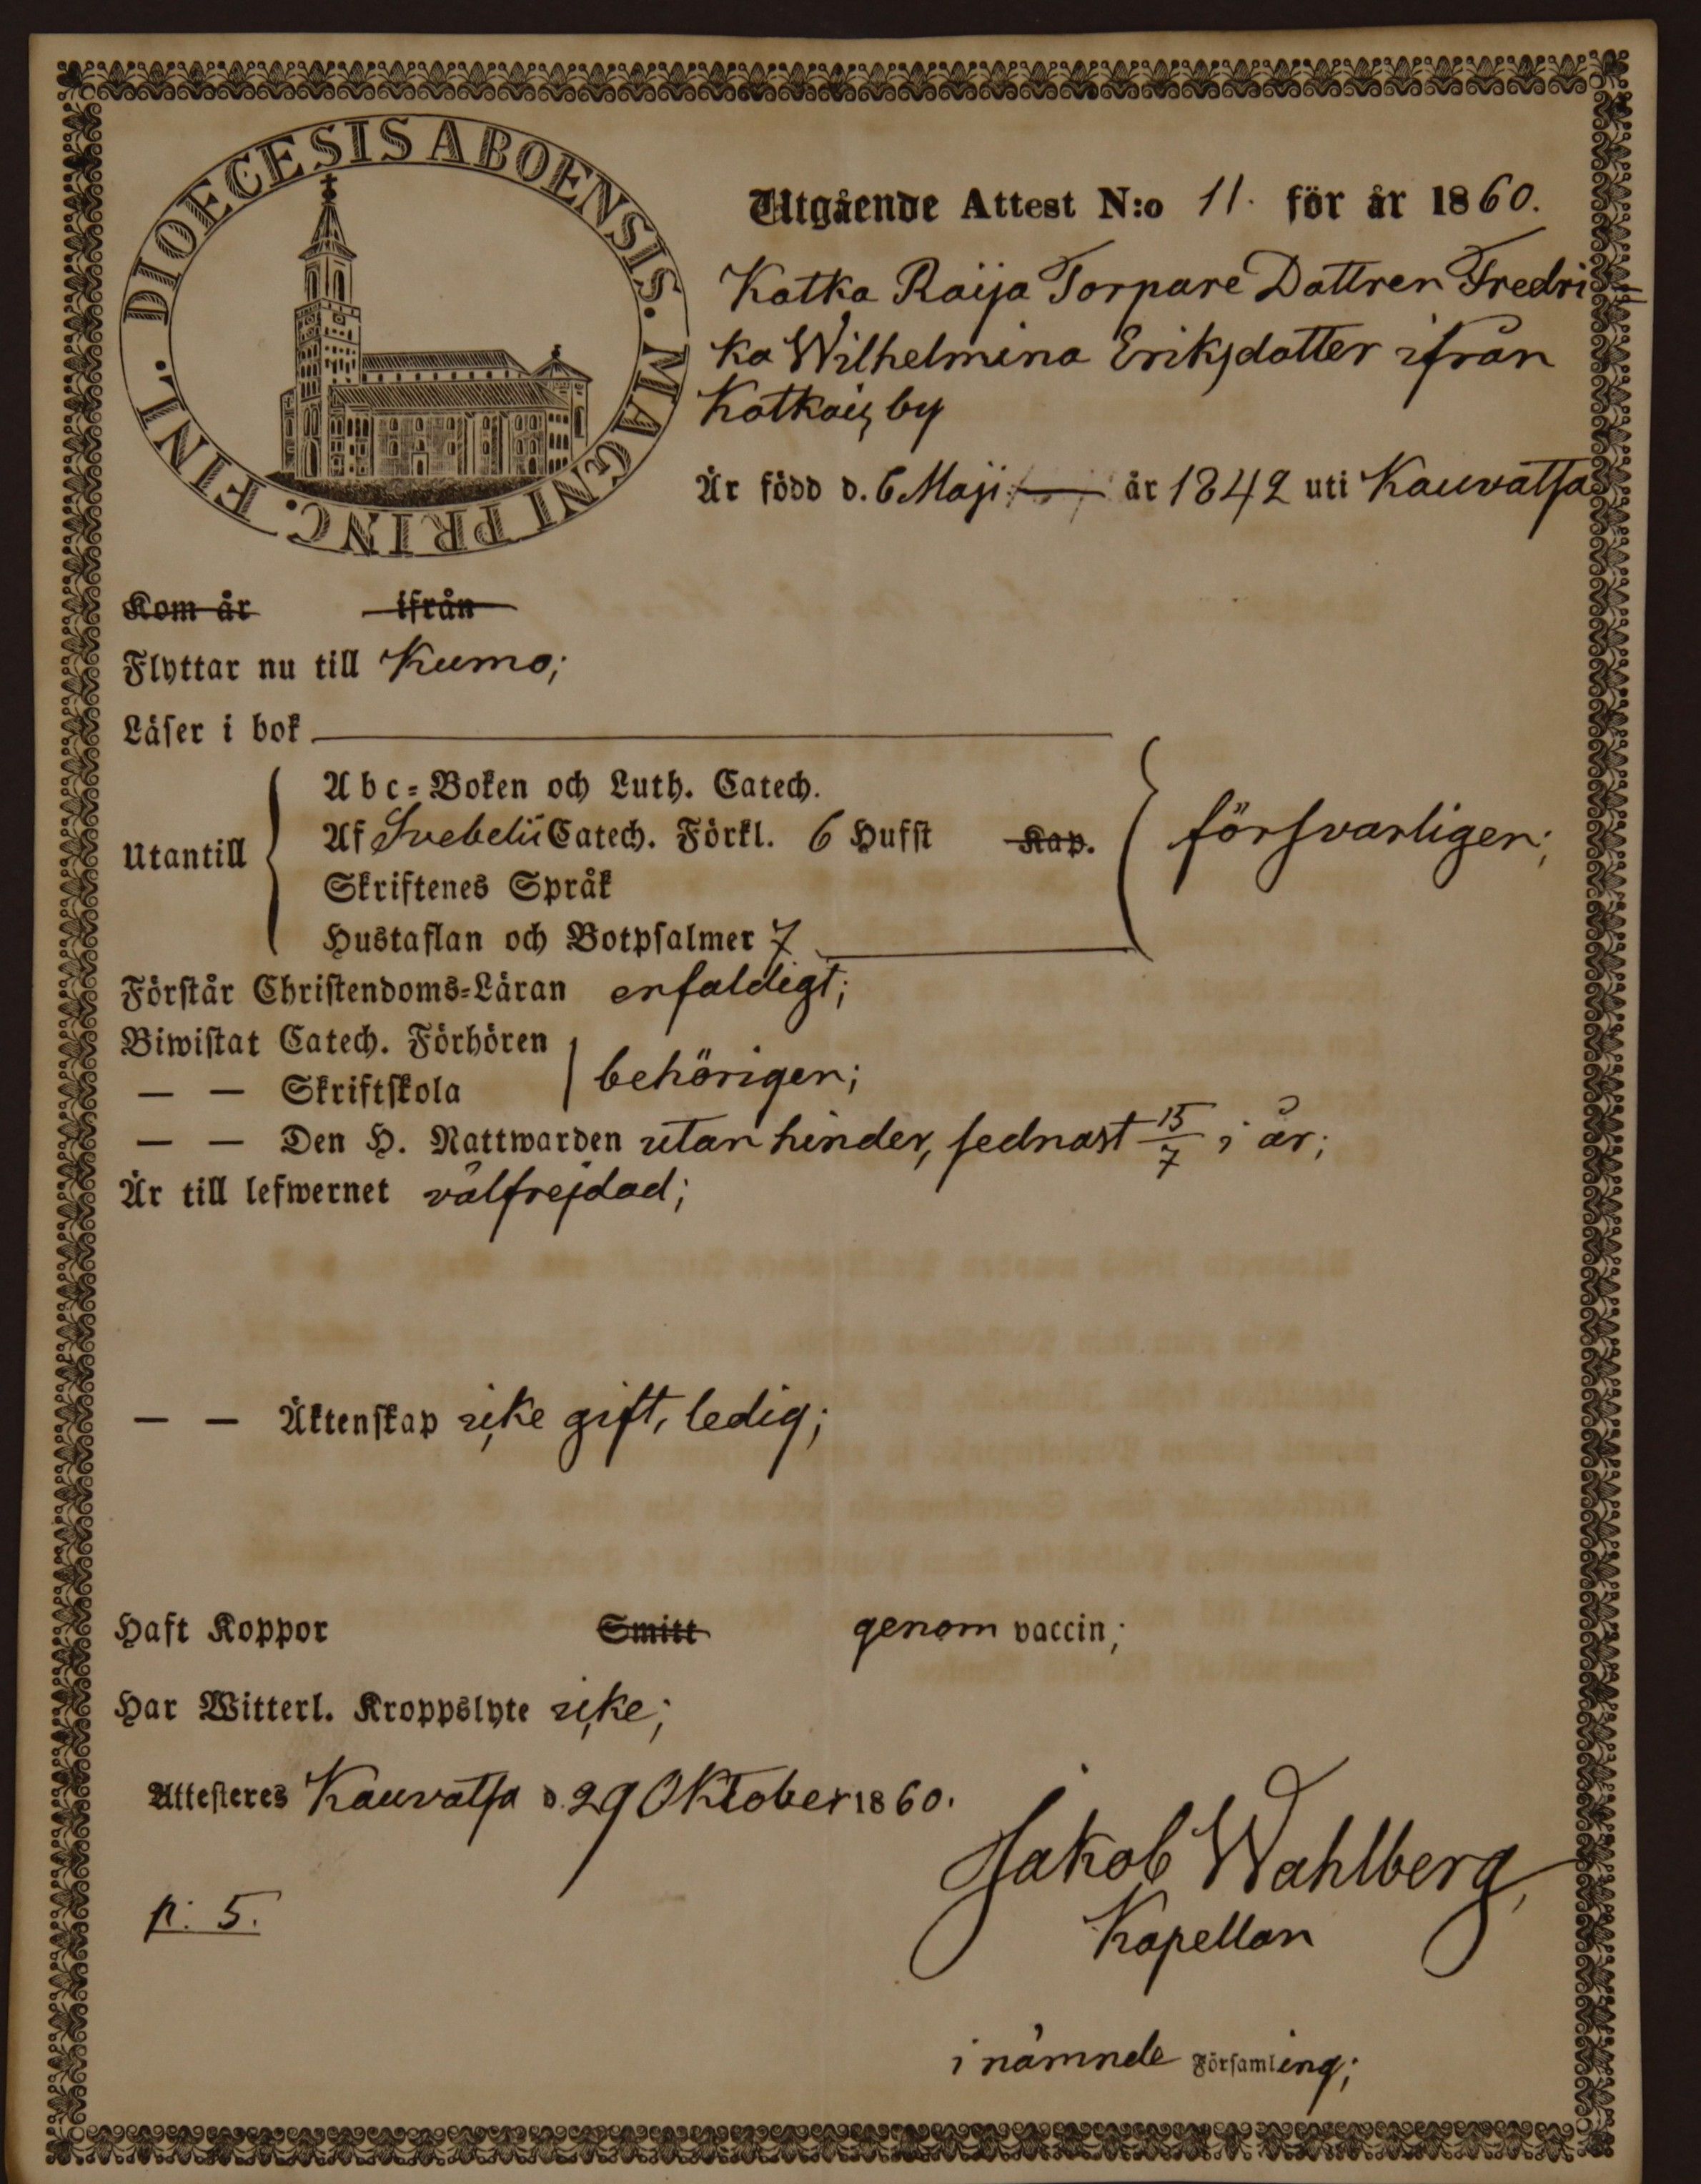 DIOECESIS ABOENSIS. MAGNI PRINC. FINL.
Utgående Attest N:o 11. för år 1860.
Katka Raija Torpare Dattren Fredri=
ka Wilhelmina Eriksdatter ifrån
Kotkais by
Är född d. 6 Maji — år 1842 uti Kauvatsa
Kom år ifrån
Flyttar nu till Kumo;
Läser i bok
Abc=Boken och Luth. Catech.
Utantill Af Svebelii Catech. Förkl. 6 Hufst Kap. försvarligen;
Skriftenes Språk
Hustaflan och Botpsalmer 7
Förstår Christendoms=Läran enfaldigt;
Biwistat Catech. Förhören
— — Skriftskola behörigen;
— — Den H. Nattwarden utan hinder, sednast 15/7 i år;
Är till lefwernet välfrejdad;
— — Äktenskap icke gift, ledig;
Haft Koppor Smitt genom vaccin;
Har Witterl. Kroppslyte icke;
Attesteres Kauvatsa d. 29 Oktober 1860.
Jakob Wahlberg,
p: 5.
Kapellan
i nämnde Församling;